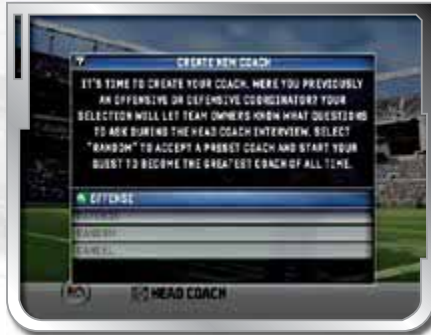 CREATE NEW COACH
IT'S TIME TO CREATE YOUR COACH. WERE YOU PREVIOUSLY
AN OFFENSIVE OR DEFENSIVE COORDINATOR? YOUR
SELECTION WILL LET TEAM OWNERS KNOW WHAT QUESTIONS
TO ASK DURING THE HEAD COACH INTERVIEW. SELECT
"RANDOM" TO ACCEPT A PRESET COACH AND START YOUR
QUEST TO BECOME THE GREATEST COACH OF ALL TIME.
OFFENSE
DEFENSE
RANDOM
CANCEL
HEAD COACH